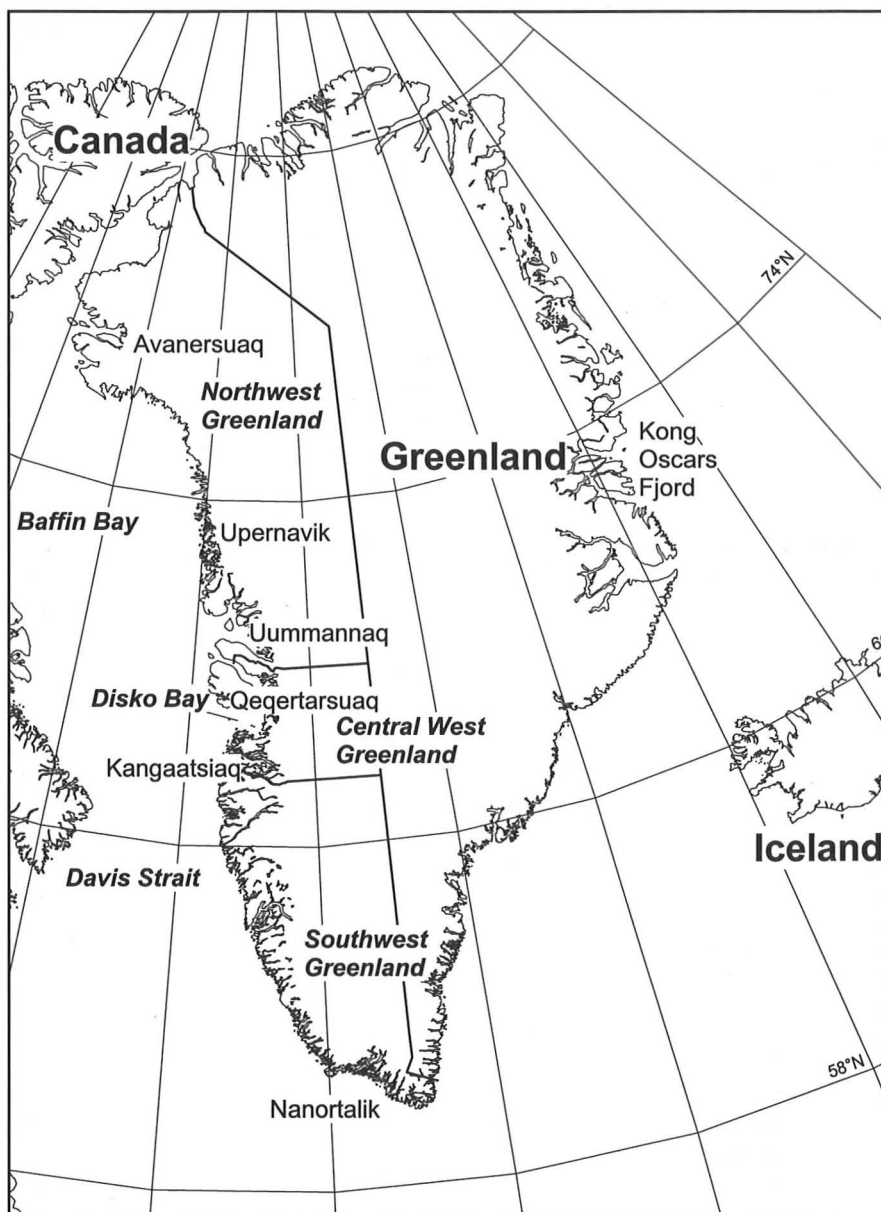 Canada
74°N
Avanersuaq
Northwest
Greenland
Greenland
Kong
Oscars
Fjord
Baffin Bay
Upernavik
Uummannaq
Disko Bay
Qeqertarsuaq
Central West
Greenland
Kangaatsiaq
Iceland
Davis Strait
Southwest
Greenland
58°N
Nanortalik